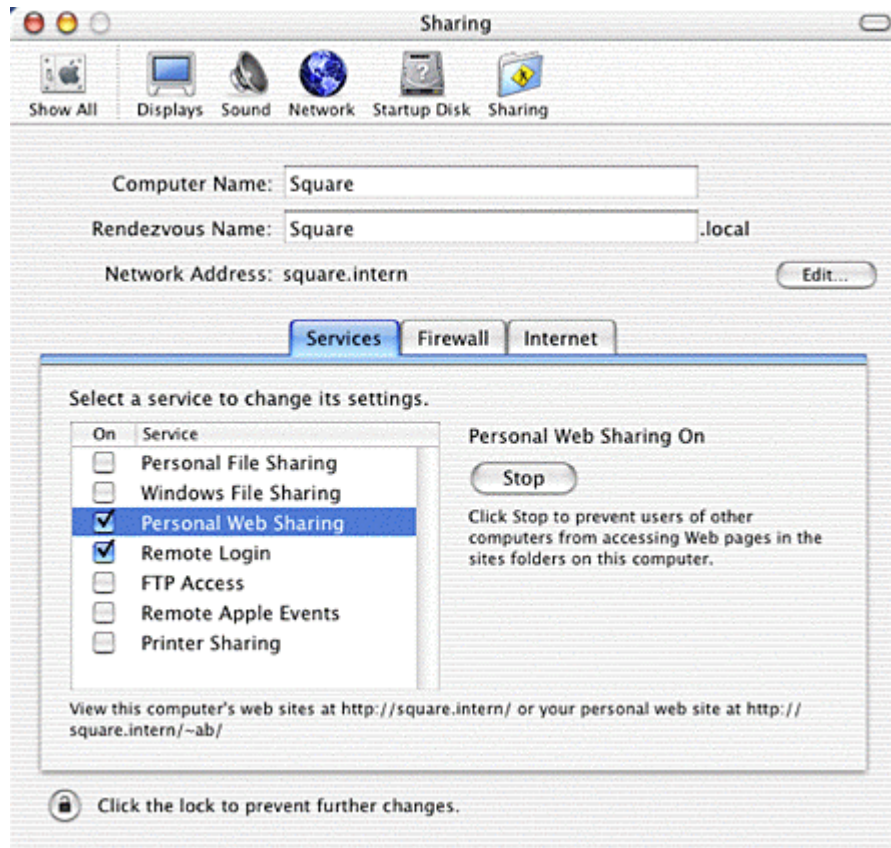 Sharing
Show All Displays Sound Network Startup Disk Sharing
Computer Name: Square
Rendezvous Name: Square .local
Network Address: square.intern Edit...
Services Firewall Internet
Select a service to change its settings.
On Service
Personal File Sharing
Windows File Sharing
Personal Web Sharing
Remote Login
FTP Access
Remote Apple Events
Printer Sharing
Personal Web Sharing On
Stop
Click Stop to prevent users of other
computers from accessing Web pages in the
sites folders on this computer.
View this computer's web sites at http://square.intern/ or your personal web site at http://
square.intern/~ab/
Click the lock to prevent further changes.